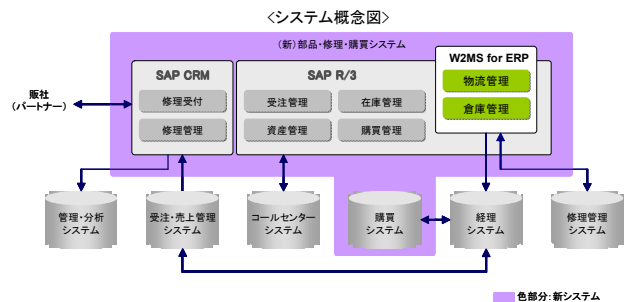 <システム概念図>
(新)部品・修理・購買システム
W2MS for ERP
SAP CRM
SAP R/3
物流管理
倉庫管理
修理受付
修理管理
受注管理
在庫管理
資産管理
購買管理
販社
(パートナー)
管理・分析
システム
受注・売上管理
システム
コールセンター
システム
購買
システム
経理
システム
修理管理
システム
色部分:新システム